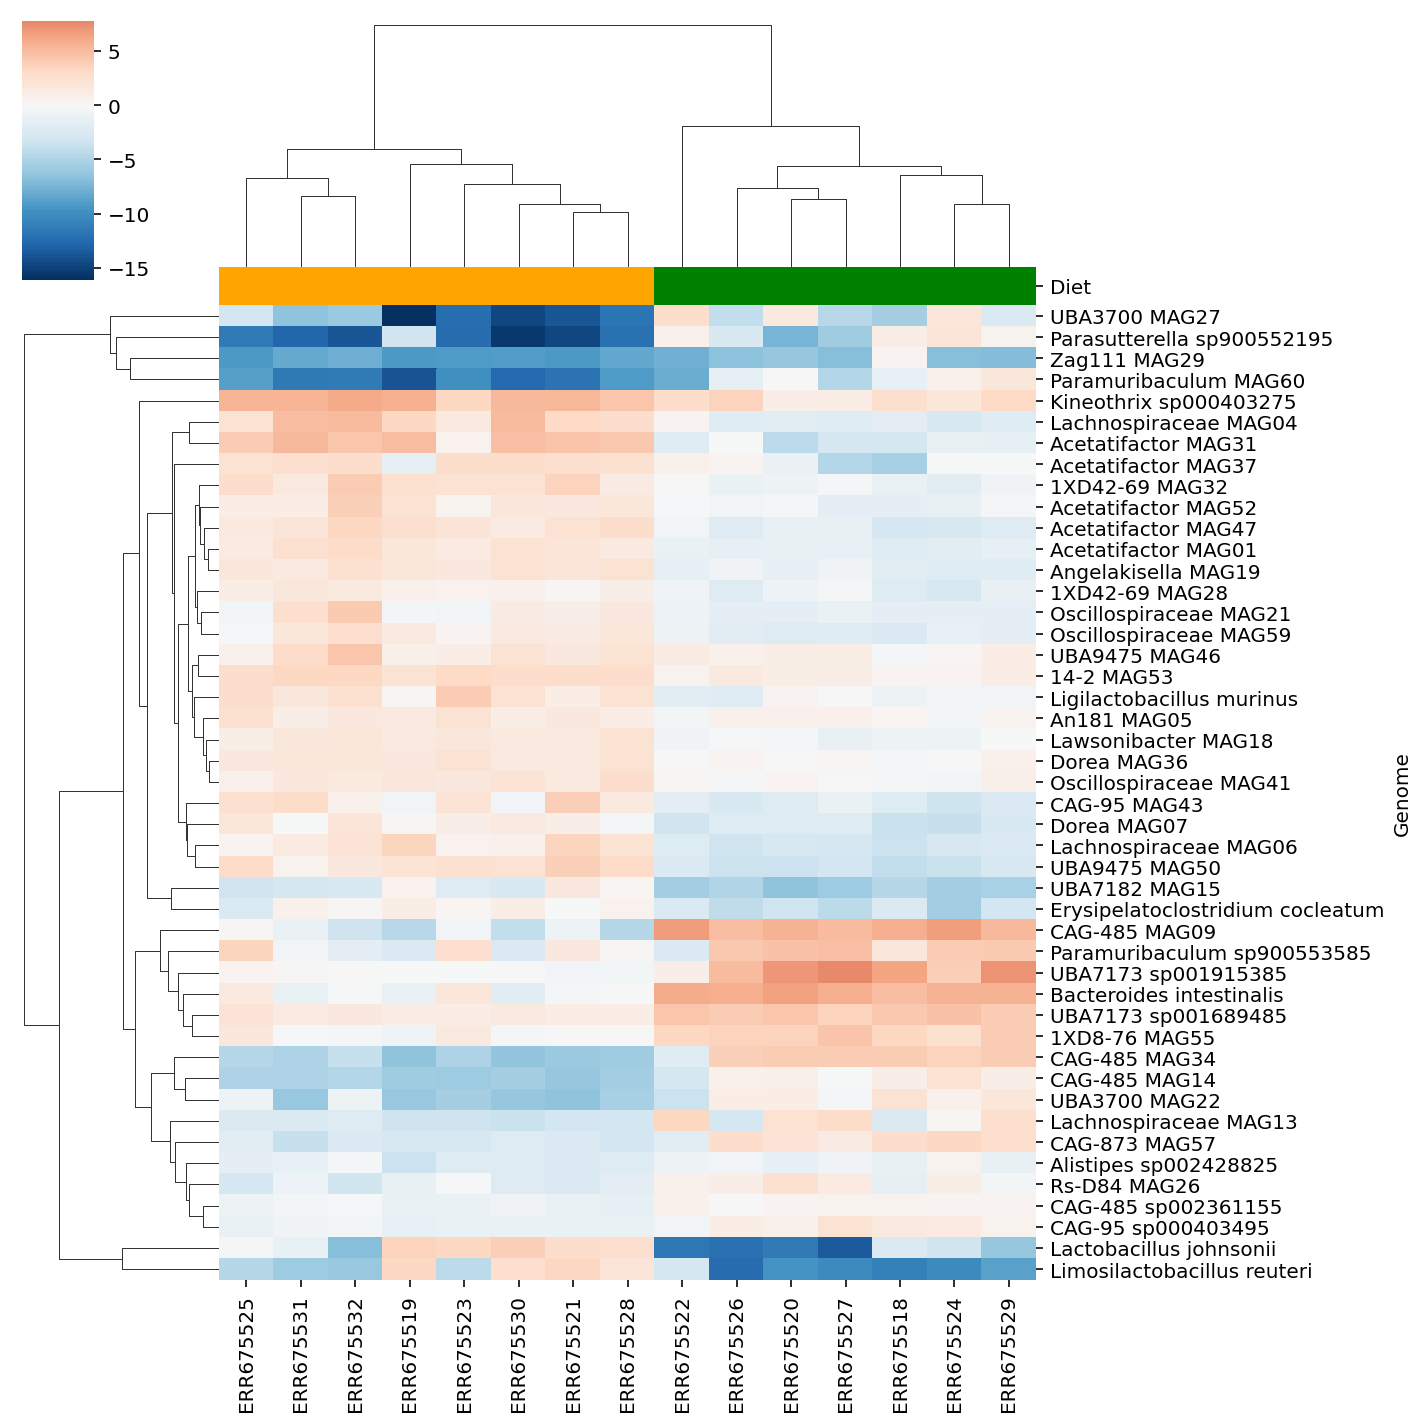 5
0
−5
−10
−15
Diet
UBA3700 MAG27
Parasutterella sp900552195
Zag111 MAG29
Paramuribaculum MAG60
Kineothrix sp000403275
Lachnospiraceae MAG04
Acetatifactor MAG31
Acetatifactor MAG37
1XD42-69 MAG32
Acetatifactor MAG52
Acetatifactor MAG47
Acetatifactor MAG01
Angelakisella MAG19
1XD42-69 MAG28
Oscillospiraceae MAG21
Oscillospiraceae MAG59
UBA9475 MAG46
14-2 MAG53
Ligilactobacillus murinus
An181 MAG05
Lawsonibacter MAG18
Dorea MAG36
Oscillospiraceae MAG41
CAG-95 MAG43
Dorea MAG07
Lachnospiraceae MAG06
UBA9475 MAG50
UBA7182 MAG15
Erysipelatoclostridium cocleatum
CAG-485 MAG09
Paramuribaculum sp900553585
UBA7173 sp001915385
Bacteroides intestinalis
UBA7173 sp001689485
1XD8-76 MAG55
CAG-485 MAG34
CAG-485 MAG14
UBA3700 MAG22
Lachnospiraceae MAG13
CAG-873 MAG57
Alistipes sp002428825
Rs-D84 MAG26
CAG-485 sp002361155
CAG-95 sp000403495
Lactobacillus johnsonii
Limosilactobacillus reuteri
Genome
ERR675525
ERR675531
ERR675532
ERR675519
ERR675523
ERR675530
ERR675521
ERR675528
ERR675522
ERR675526
ERR675520
ERR675527
ERR675518
ERR675524
ERR675529